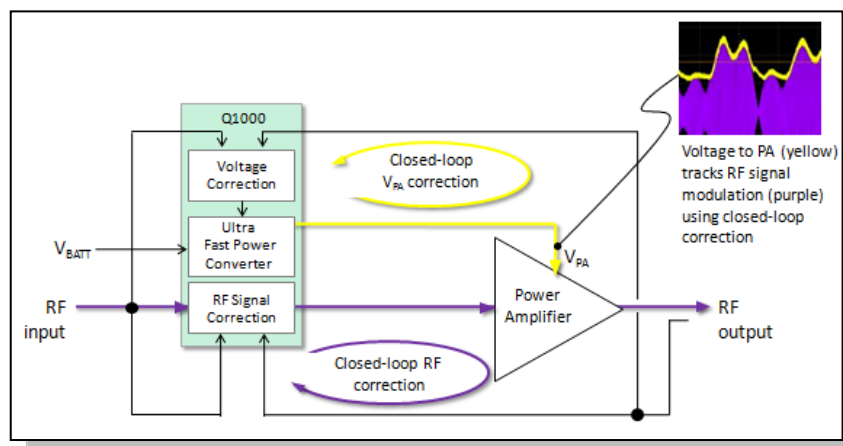 Q1000
Voltage
Correction
Ultra
Fast Power
Converter
RF Signal
Correction
Closed-loop
VPA correction
VBATT
RF
input
VPA
Power
Amplifier
RF
output
Closed-loop RF
correction
Voltage to PA (yellow)
tracks RF signal
modulation (purple)
using closed-loop
correction